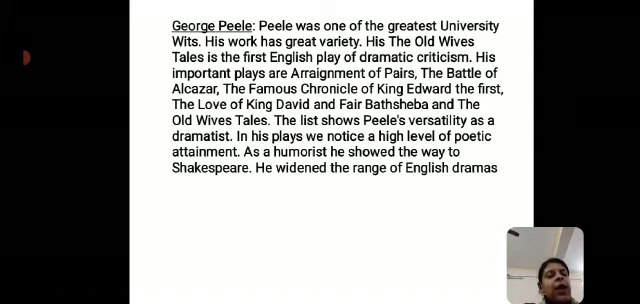 George Peele: Peele was one of the greatest University
Wits. His work has great variety. His The Old Wives
Tales is the first English play of dramatic criticism. His
important plays are Arraignment of Pairs, The Battle of
Alcazar, The Famous Chronicle of King Edward the first,
The Love of King David and Fair Bathsheba and The
Old Wives Tales. The list shows Peele's versatility as a
dramatist. In his plays we notice a high level of poetic
attainment. As a humorist he showed the way to
Shakespeare. He widened the range of English dramas